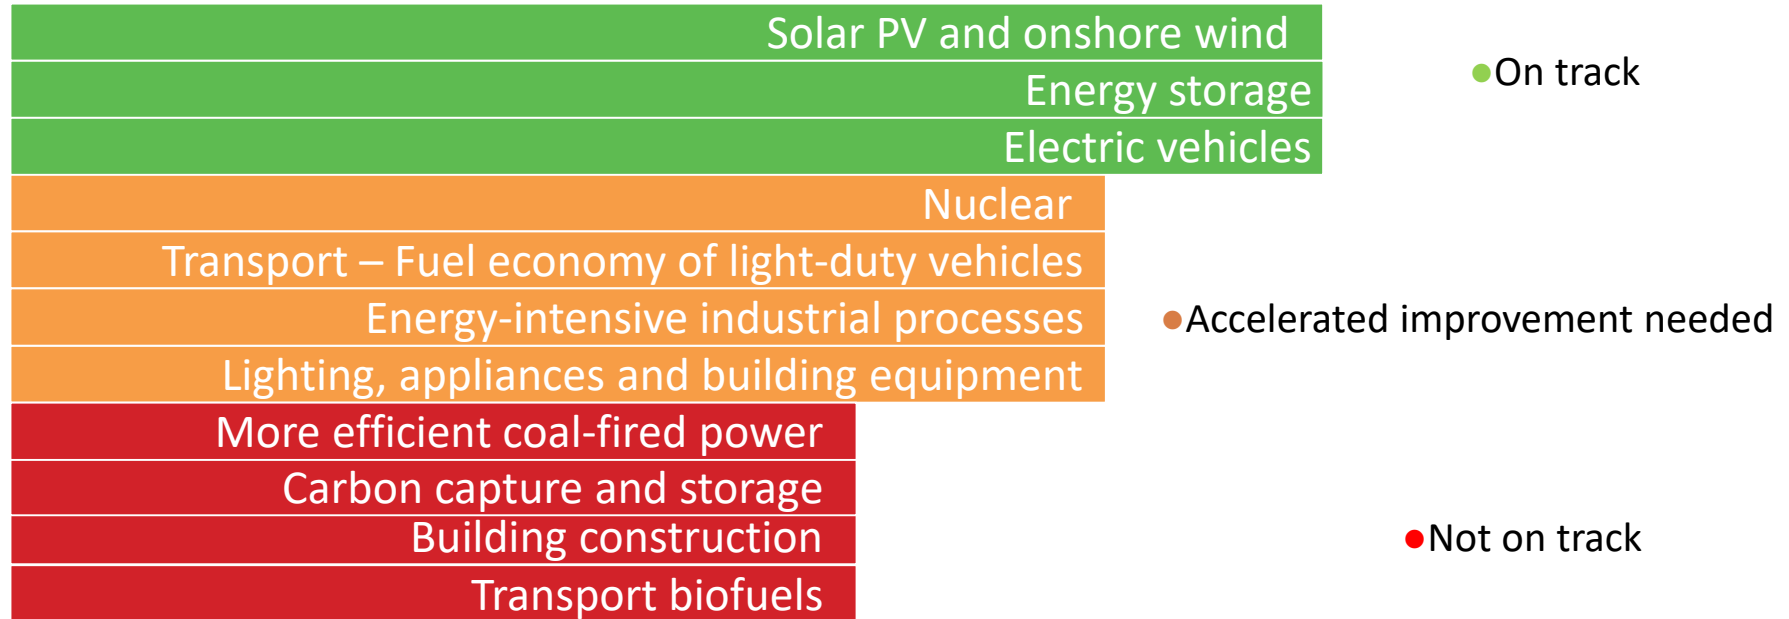 Solar PV and onshore wind
Energy storage
Electric vehicles
Nuclear
Transport – Fuel economy of light-duty vehicles
Energy-intensive industrial processes
Lighting, appliances and building equipment
More efficient coal-fired power
Carbon capture and storage
Building construction
Transport biofuels
●On track
●Accelerated improvement needed
●Not on track